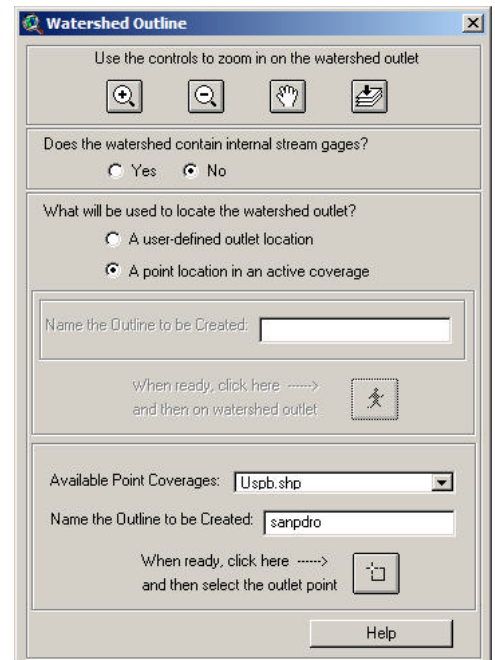 Watershed Outline
Use the controls to zoom in on the watershed outlet
Does the watershed contain internal stream gages?
Yes No
What will be used to locate the watershed outlet?
A user-defined outlet location
A point location in an active coverage
Name the Outline to be Created:
When ready, click here ------>
and then on watershed outlet
Available Point Coverages: Uspb.shp
Name the Outline to be Created: sanpdro
When ready, click here ------>
and then select the outlet point
Help